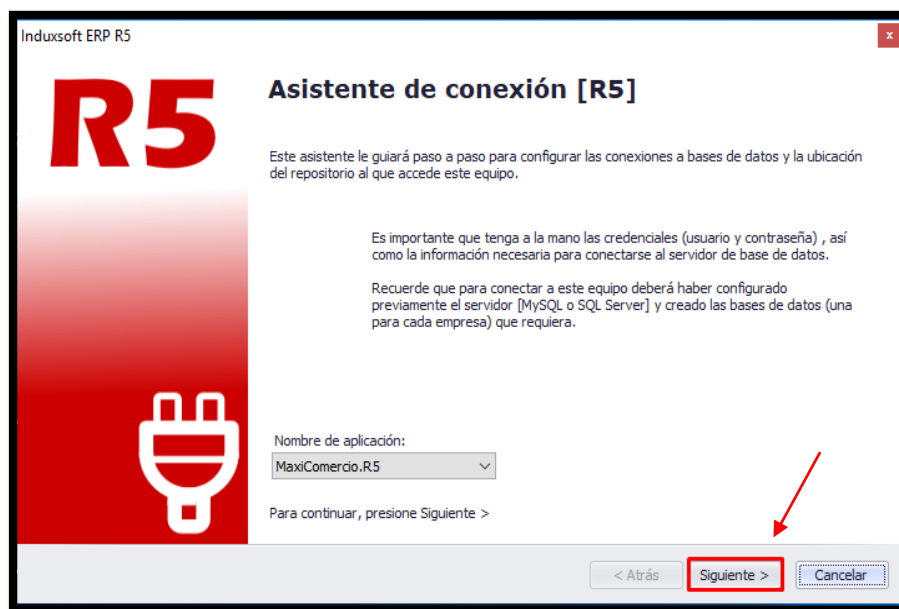 Induxsoft ERP R5
x
R5
Asistente de conexión [R5]
Este asistente le guiará paso a paso para configurar las conexiones a bases de datos y la ubicación
del repositorio al que accede este equipo.
Es importante que tenga a la mano las credenciales (usuario y contraseña) , así
como la información necesaria para conectarse al servidor de base de datos.
Recuerde que para conectar a este equipo deberá haber configurado
previamente el servidor [MySQL o SQL Server] y creado las bases de datos (una
para cada empresa) que requiera.
Nombre de aplicación:
MaxiComercio.R5
Para continuar, presione Siguiente >
< Atrás
Siguiente >
Cancelar